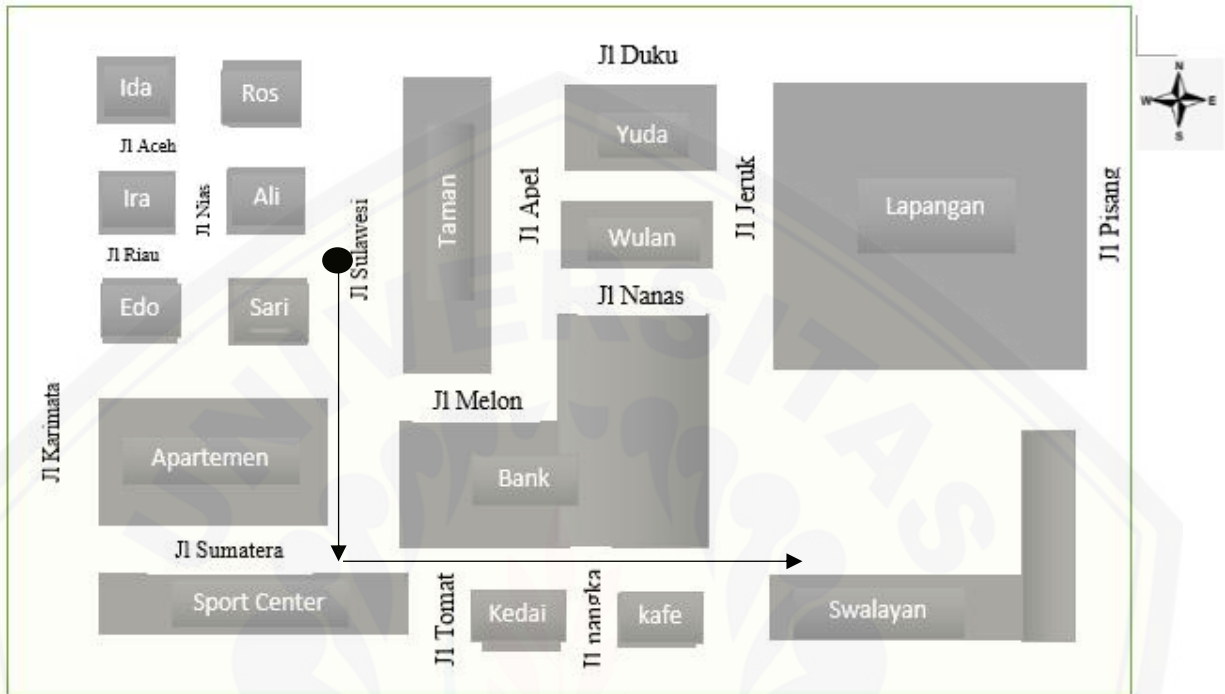 Jl Duku
N
W E
S
Ida
Ros
Yuda
Jl Aceh
Taman
Jl Apel
Jl Jeruk
Lapangan
Jl Pisang
Ira
Jl Nias
Ali
Jl Sulawesi
Wulan
Jl Riau
Jl Nanas
Edo
Sari
Jl Melon
Jl Karimata
Apartemen
Bank
Jl Sumatera
Sport Center
Jl Tomat
Kedai
Jl nangka
kafe
Swalayan
UNIVERSITAS